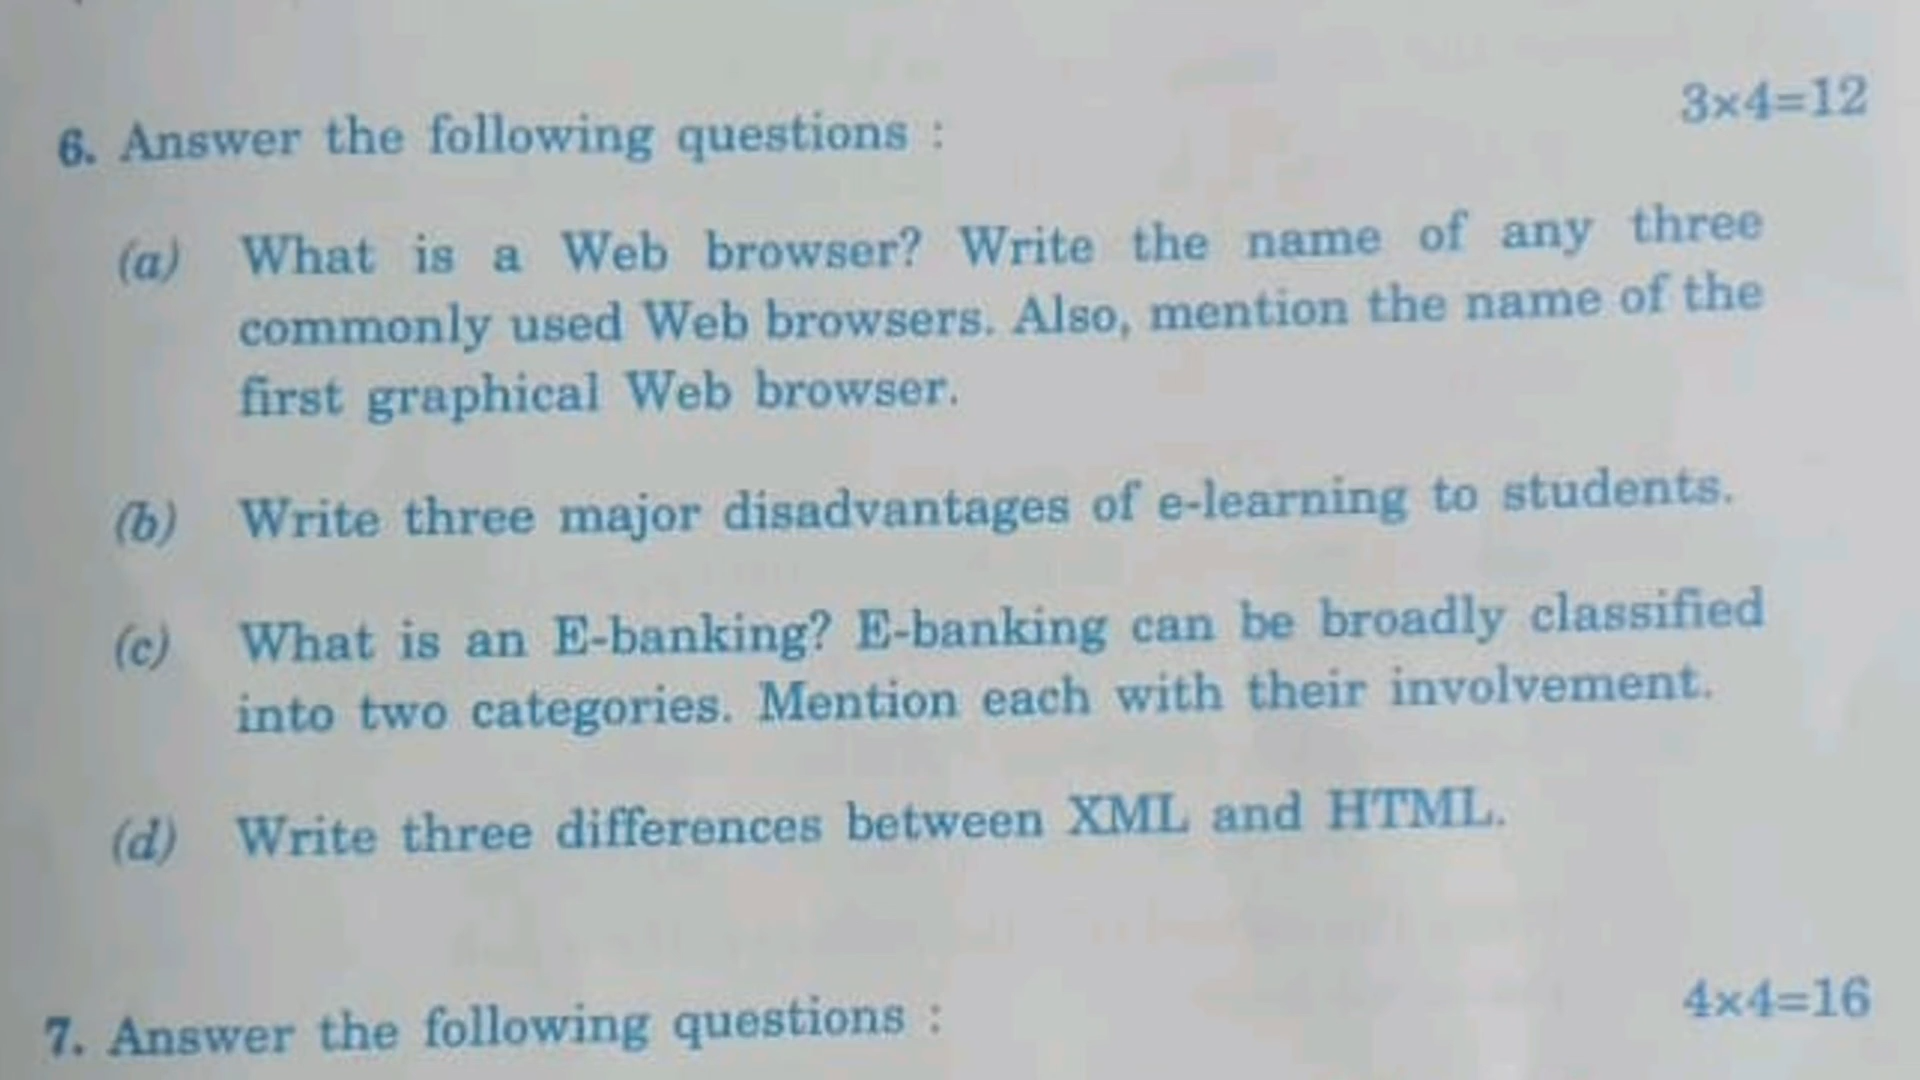 3×4=12
6. Answer the following questions :
(a) What is a Web browser? Write the name of any three
commonly used Web browsers. Also, mention the name of the
first graphical Web browser.
(b) Write three major disadvantages of e-learning to students.
(c) What is an E-banking? E-banking can be broadly classified
into two categories. Mention each with their involvement.
(d) Write three differences between XML and HTML.
4×4=16
7. Answer the following questions :